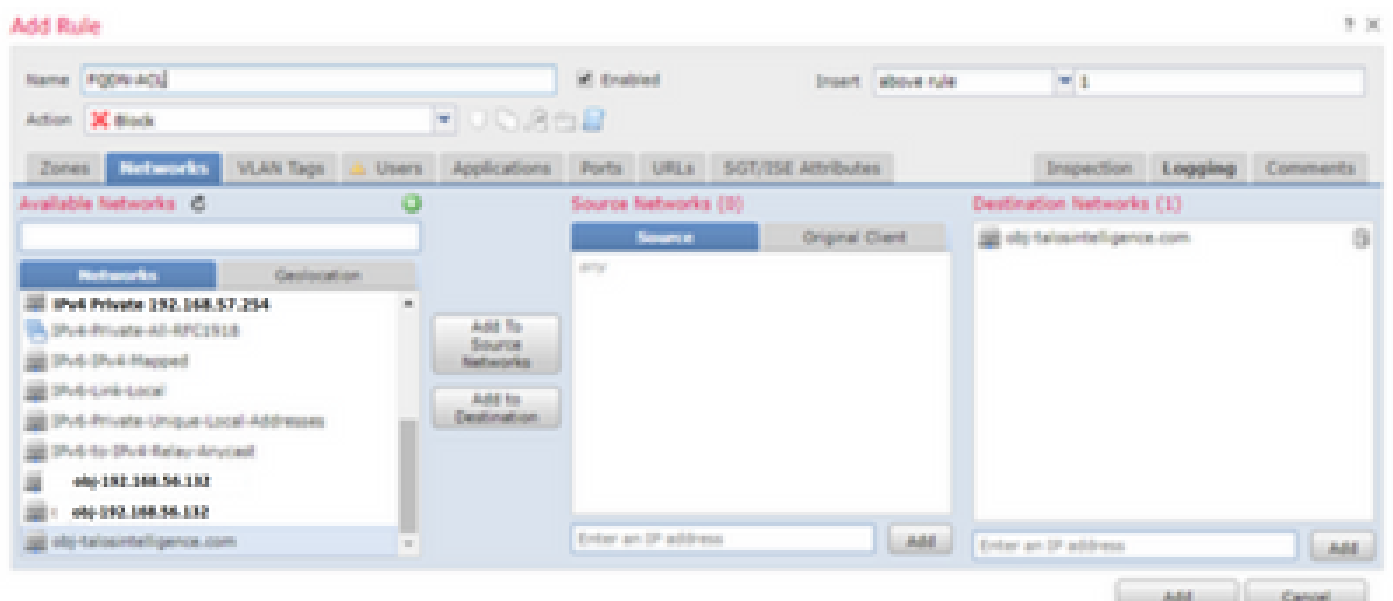 Add Rule
? X
Name FQDN-ACL Enabled Insert above rule 1
Action Block
Zones Networks VLAN Tags Users Applications Ports URLs SGT/ISE Attributes Inspection Logging Comments
Available Networks Source Networks (0) Destination Networks (1)
Source Original Client obj-talosintelligence.com
Networks Geolocation any
IPv4 Private 192.168.57.254
IPv4-Private-All-RFC1918
IPv6-IPv4-Mapped
IPv6-Link-Local
IPv6-Private-Unique-Local-Addresses
IPv6-to-IPv4-Relay-Anycast
obj-192.168.56.132
obj-192.168.56.132
obj-talosintelligence.com
Add To
Source
Networks
Add to
Destination
Enter an IP address Add Enter an IP address Add
Add Cancel